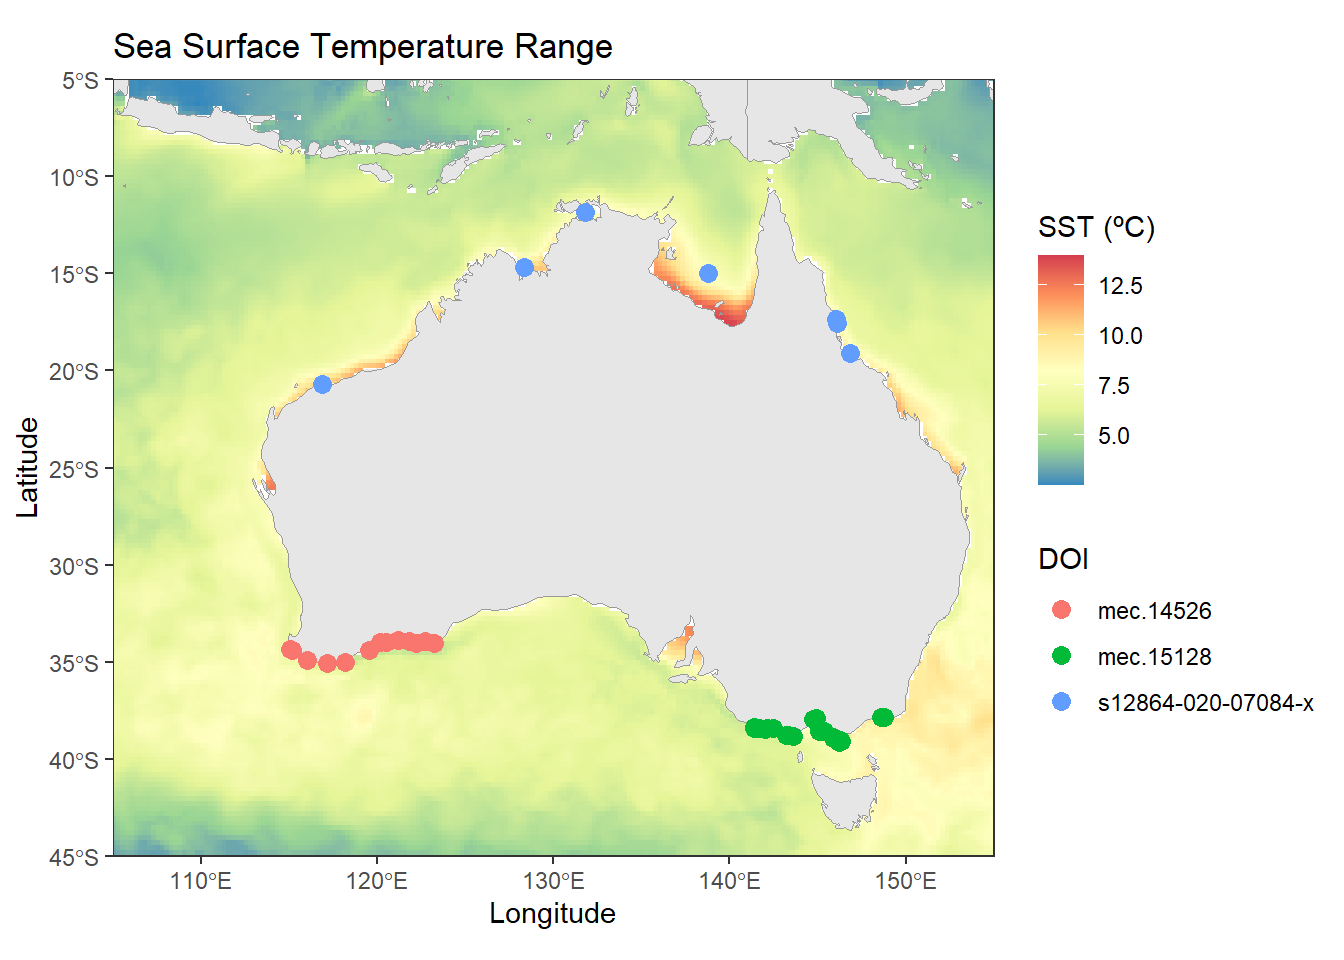 Sea Surface Temperature Range
5°S
10°S
15°S
20°S
25°S
30°S
35°S
40°S
45°S
Latitude
110°E 120°E 130°E 140°E 150°E
Longitude
SST (ºC)
12.5
10.0
7.5
5.0
DOI
mec.14526
mec.15128
s12864-020-07084-x